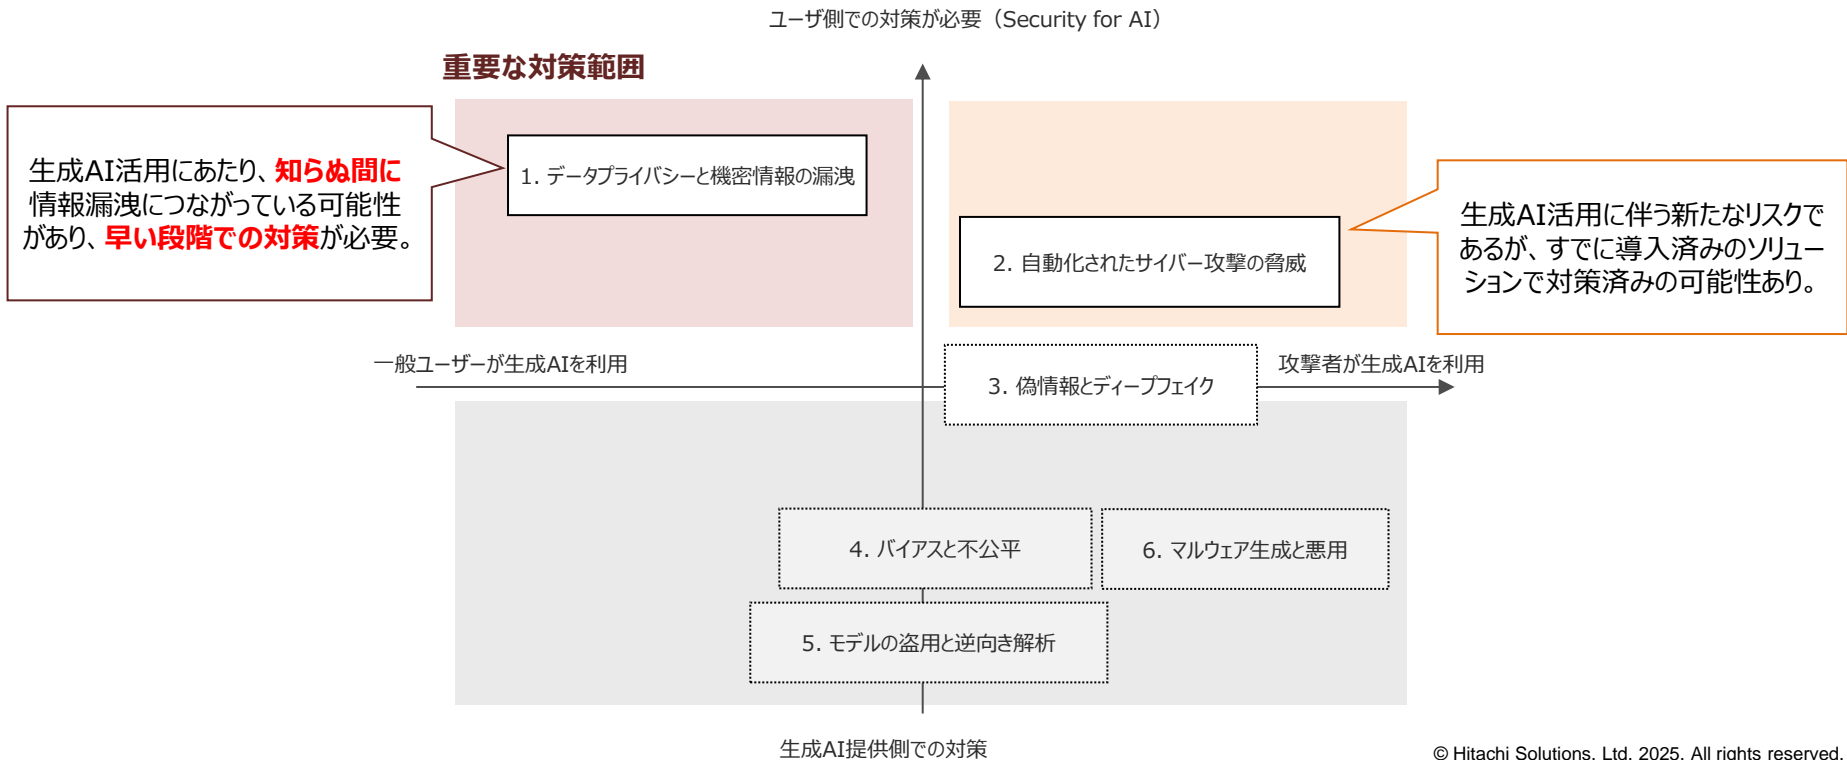 ユーザ側での対策が必要（Security for AI）
重要な対策範囲
生成AI活用にあたり、知らぬ間に
情報漏洩につながっている可能性
があり、早い段階での対策が必要。
1. データプライバシーと機密情報の漏洩
2. 自動化されたサイバー攻撃の脅威
生成AI活用に伴う新たなリスクで
あるが、すでに導入済みのソリュー
ションで対策済みの可能性あり。
一般ユーザーが生成AIを利用
3. 偽情報とディープフェイク
攻撃者が生成AIを利用
4. バイアスと不公平
6. マルウェア生成と悪用
5. モデルの盗用と逆向き解析
生成AI提供側での対策
© Hitachi Solutions, Ltd. 2025. All rights reserved.